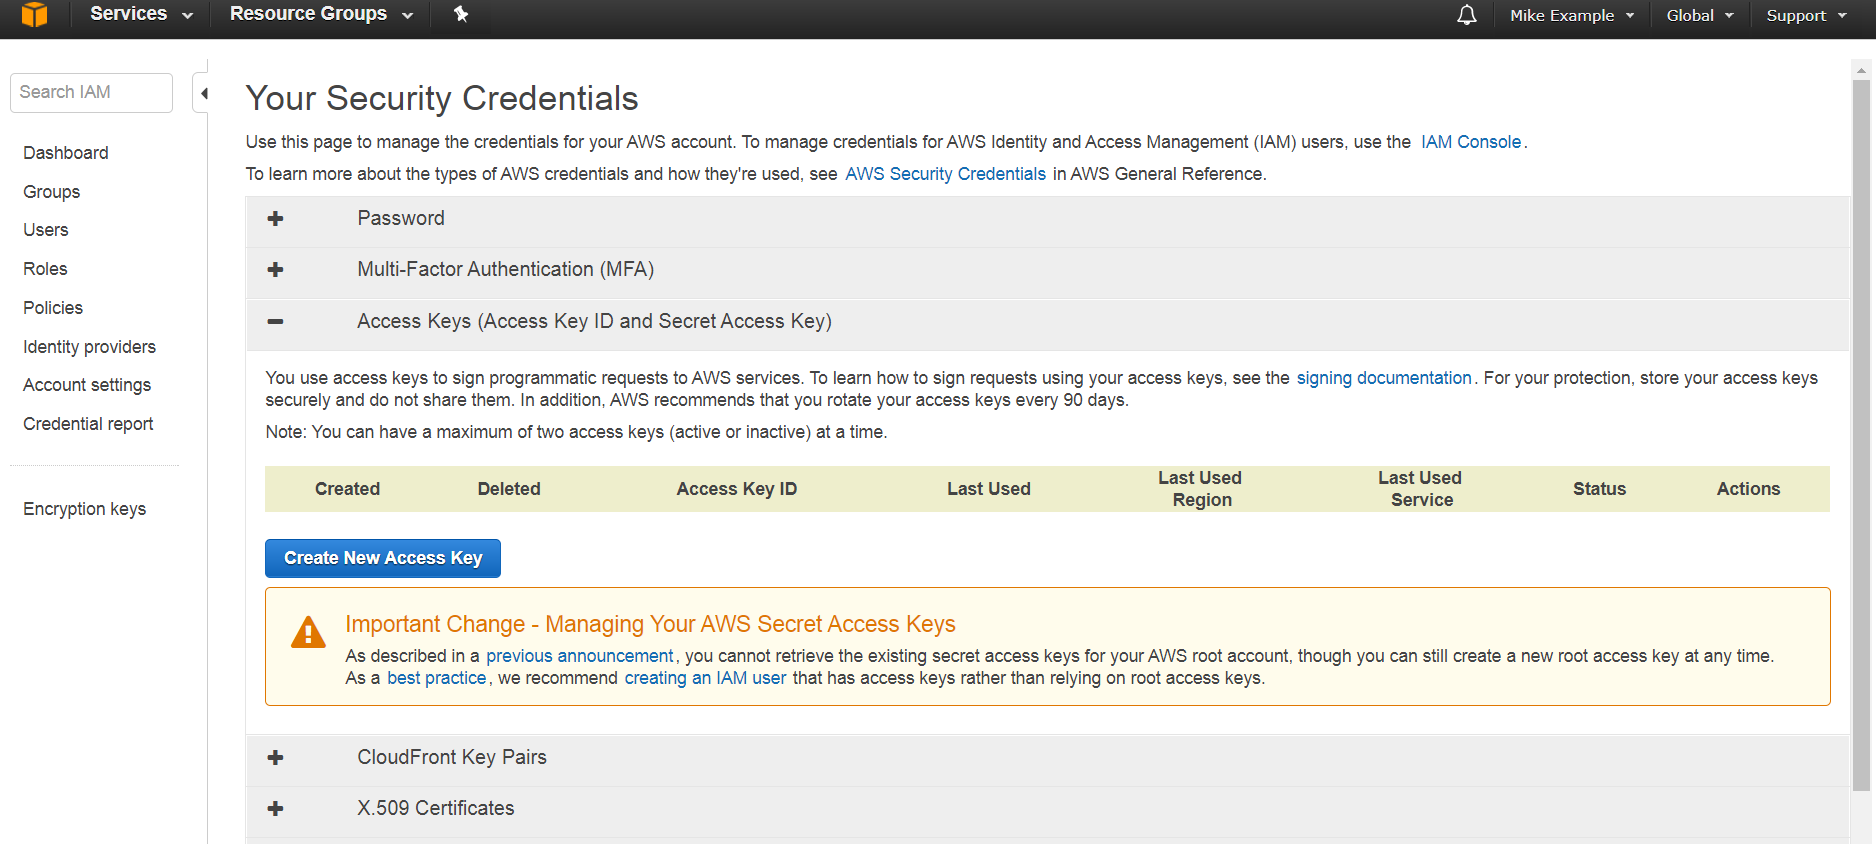 Services Resource Groups Mike Example Global Support
Search IAM
Dashboard
Groups
Users
Roles
Policies
Identity providers
Account settings
Credential report
Encryption keys
Your Security Credentials
Use this page to manage the credentials for your AWS account. To manage credentials for AWS Identity and Access Management (IAM) users, use the IAM Console.
To learn more about the types of AWS credentials and how they're used, see AWS Security Credentials in AWS General Reference.
Password
Multi-Factor Authentication (MFA)
Access Keys (Access Key ID and Secret Access Key)
You use access keys to sign programmatic requests to AWS services. To learn how to sign requests using your access keys, see the signing documentation. For your protection, store your access keys
securely and do not share them. In addition, AWS recommends that you rotate your access keys every 90 days.
Note: You can have a maximum of two access keys (active or inactive) at a time.
Created Deleted Access Key ID Last Used Last Used Region Last Used Service Status Actions
Create New Access Key
Important Change - Managing Your AWS Secret Access Keys
As described in a previous announcement, you cannot retrieve the existing secret access keys for your AWS root account, though you can still create a new root access key at any time.
As a best practice, we recommend creating an IAM user that has access keys rather than relying on root access keys.
CloudFront Key Pairs
X.509 Certificates